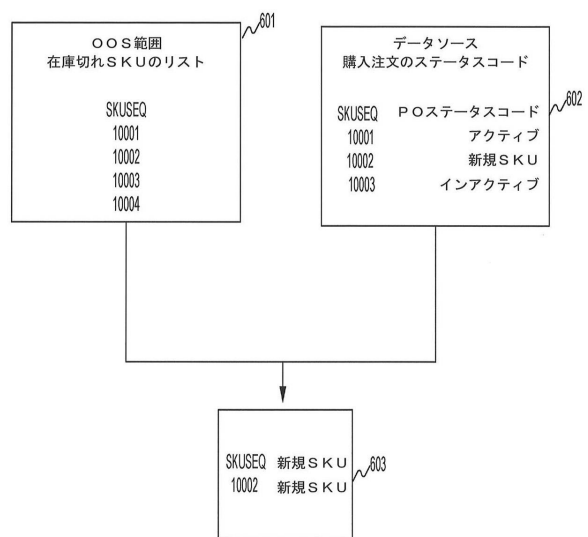 601
OOS範囲
在庫切れSKUのリスト
SKUSEQ
10001
10002
10003
10004
データソース
購入注文のステータスコード
602
SKUSEQ POステータスコード
10001 アクティブ
10002 新規SKU
10003 インアクティブ
603
SKUSEQ 新規SKU
10002 新規SKU